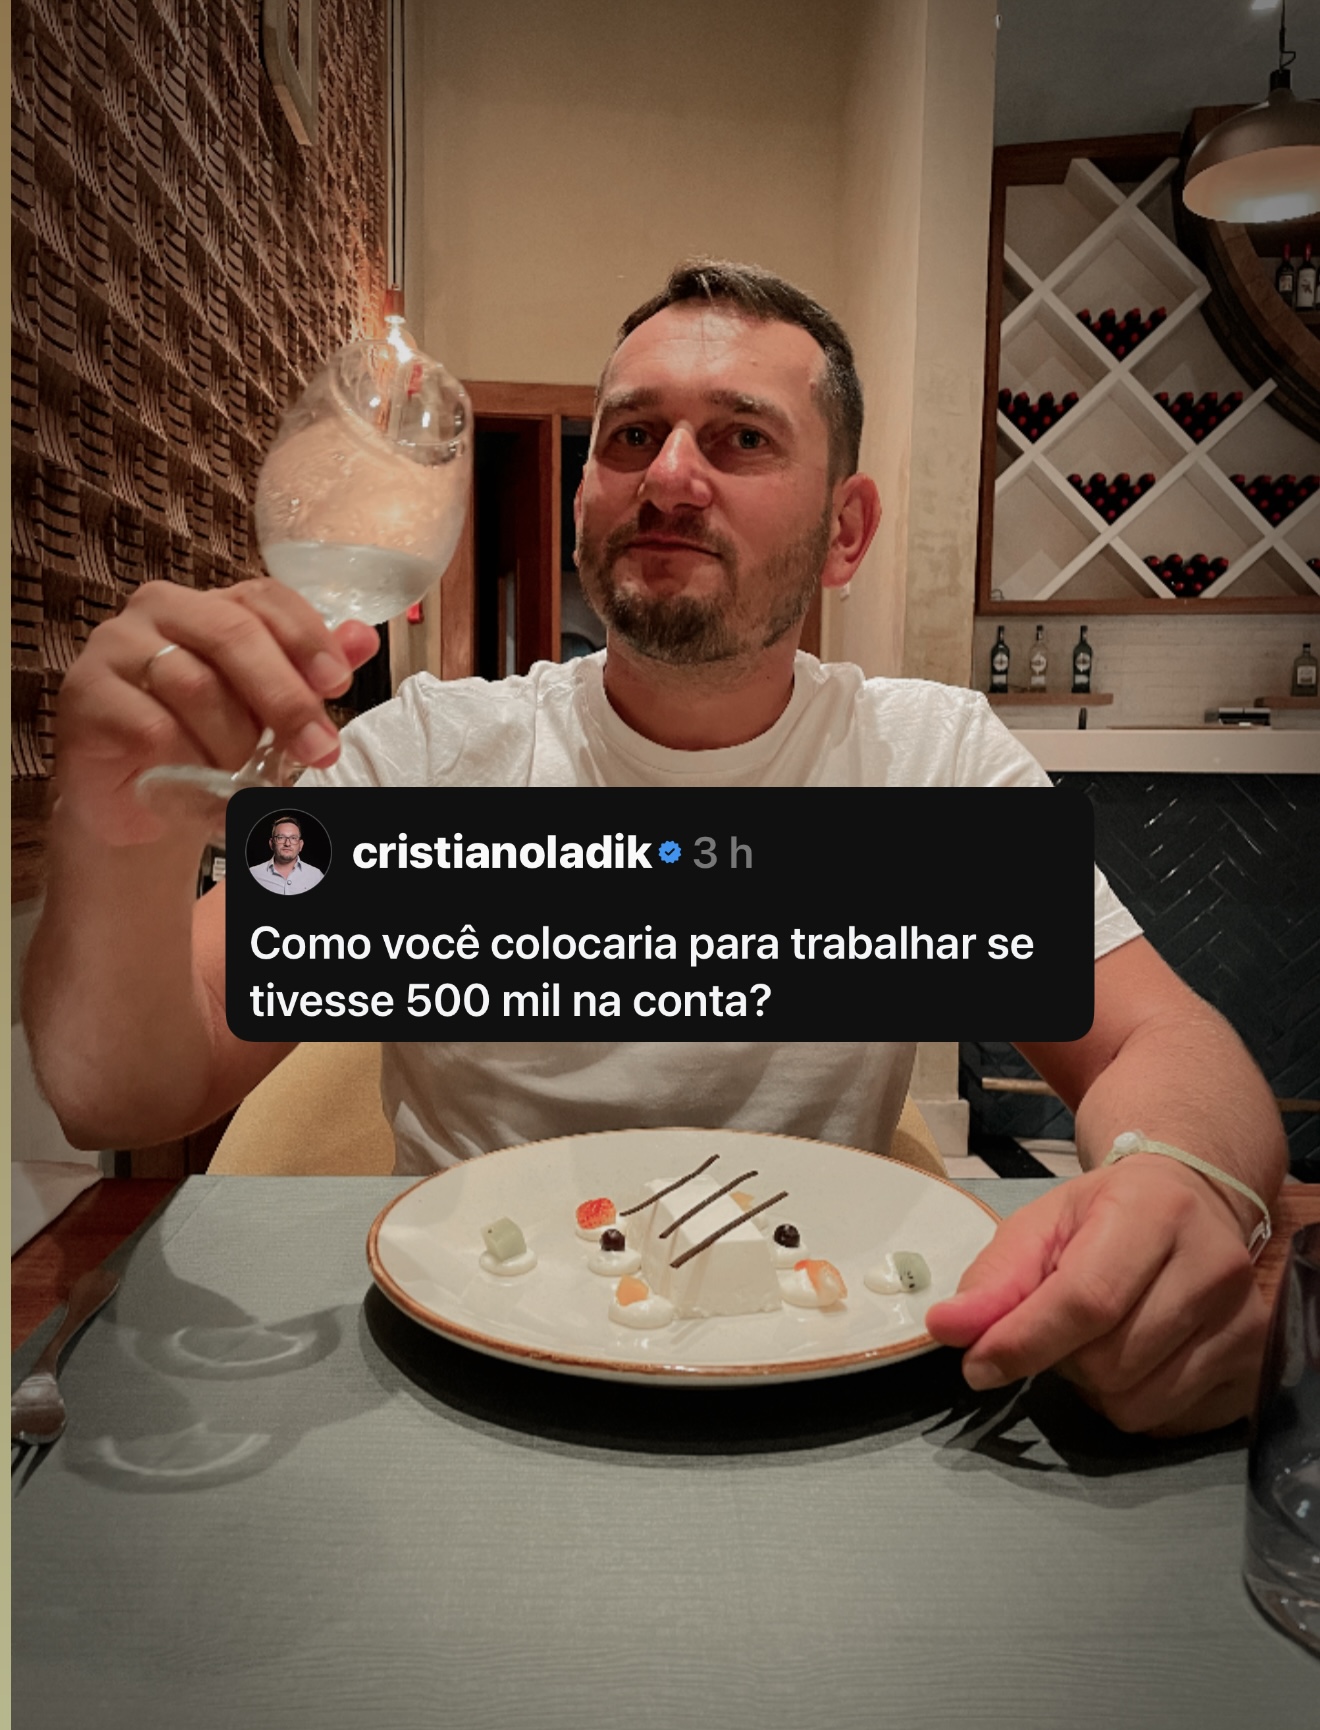 cristianoladik 3 h
Como você colocaria para trabalhar se
tivesse 500 mil na conta?